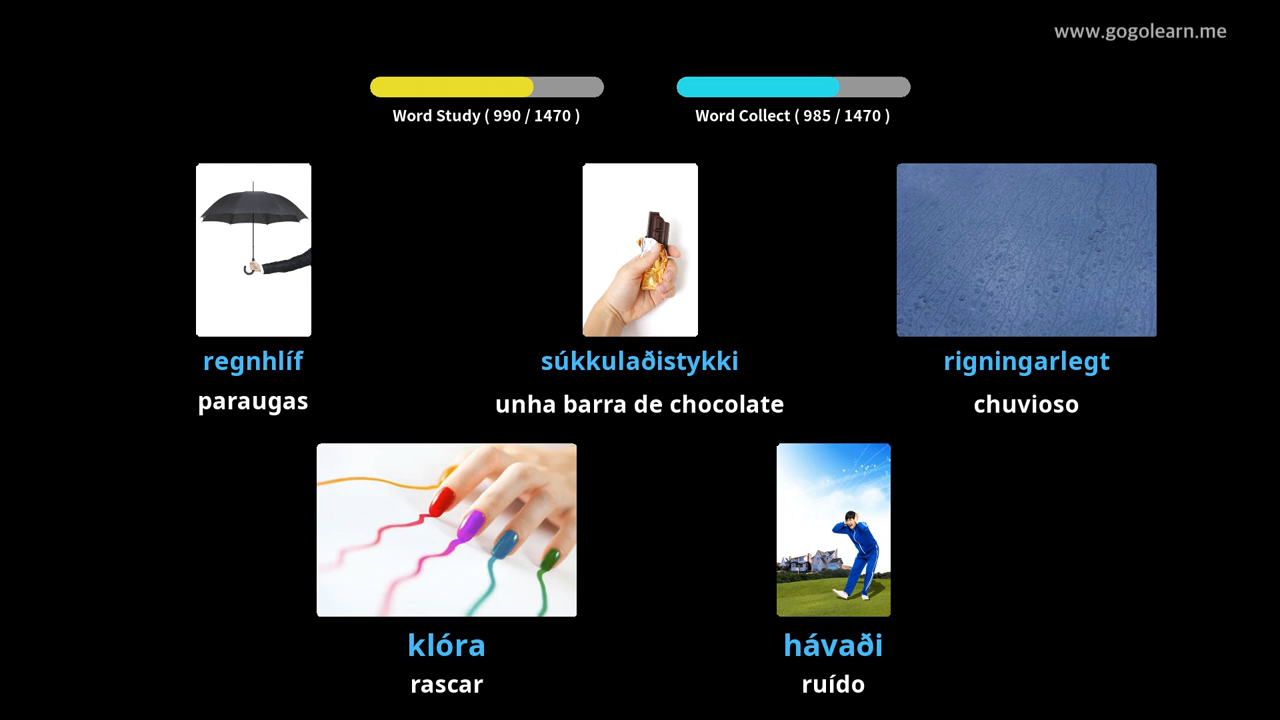 www.gogolearn.me
Word Study ( 990 / 1470 )
Word Collect ( 985 / 1470 )
regnhlíf
paraugas
súkkulaðistykki
unha barra de chocolate
rigningarlegt
chuvioso
klóra
rascar
hávaði
ruído